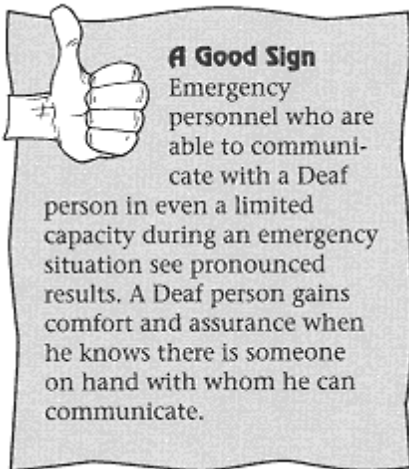 A Good Sign
Emergency
personnel who are
able to communi-
cate with a Deaf
person in even a limited
capacity during an emergency
situation see pronounced
results. A Deaf person gains
comfort and assurance when
he knows there is someone
on hand with whom he can
communicate.